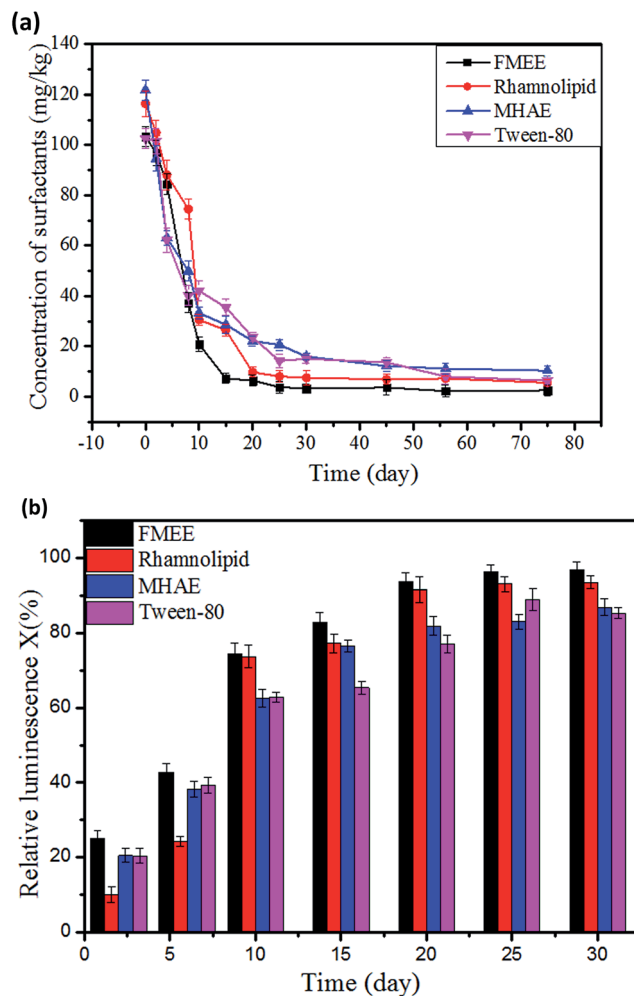 (a)
Concentration of surfactants (mg/kg)
140
120
100
80
60
40
20
0
FMEE
Rhamnolipid
MHAE
Tween-80
-10 0 10 20 30 40 50 60 70 80
Time (day)
(b)
Relative luminescence X(%)
100
80
60
40
20
0
FMEE
Rhamnolipid
MHAE
Tween-80
0 5 10 15 20 25 30
Time (day)